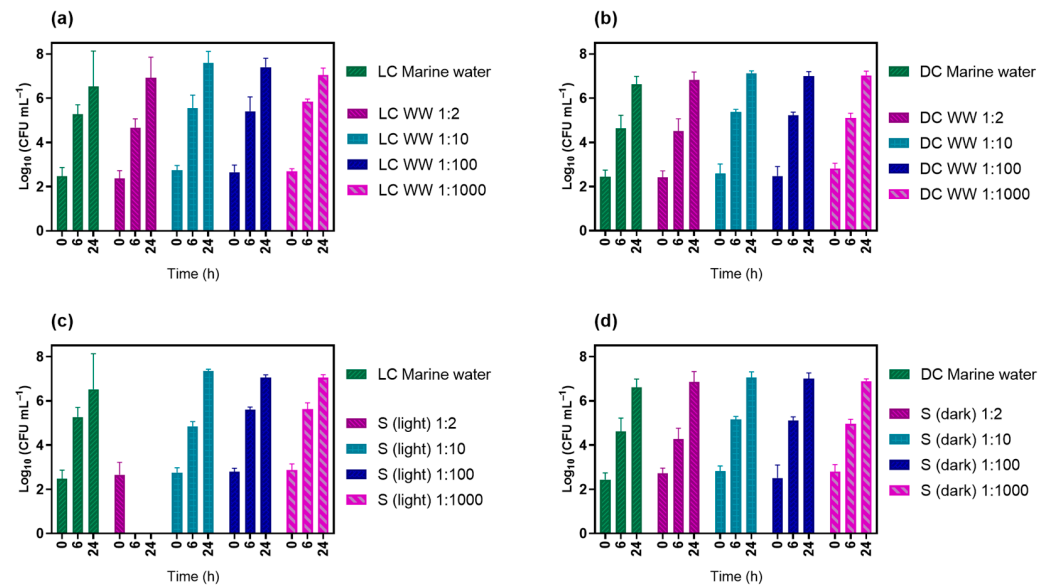 (a)
Log₁₀ (CFU mL⁻¹)
8
6
4
2
0
0 6 24 0 6 24 0 6 24 0 6 24 0 6 24
Time (h)
LC Marine water
LC WW 1:2
LC WW 1:10
LC WW 1:100
LC WW 1:1000
(b)
Log₁₀ (CFU mL⁻¹)
8
6
4
2
0
0 6 24 0 6 24 0 6 24 0 6 24 0 6 24
Time (h)
DC Marine water
DC WW 1:2
DC WW 1:10
DC WW 1:100
DC WW 1:1000
(c)
Log₁₀ (CFU mL⁻¹)
8
6
4
2
0
0 6 24 0 6 24 0 6 24 0 6 24 0 6 24
Time (h)
LC Marine water
S (light) 1:2
S (light) 1:10
S (light) 1:100
S (light) 1:1000
(d)
Log₁₀ (CFU mL⁻¹)
8
6
4
2
0
0 6 24 0 6 24 0 6 24 0 6 24 0 6 24
Time (h)
DC Marine water
S (dark) 1:2
S (dark) 1:10
S (dark) 1:100
S (dark) 1:1000